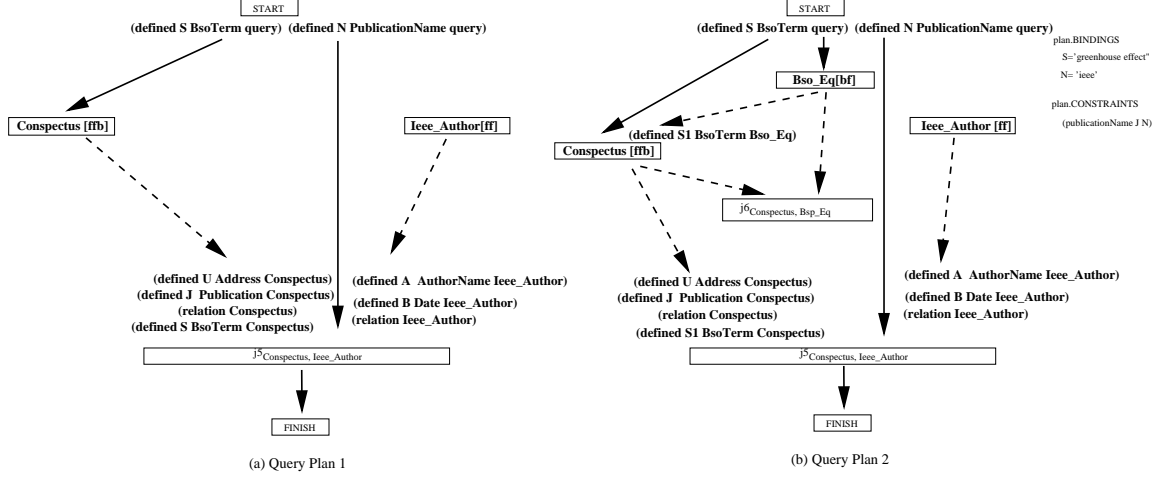 START
(defined S BsoTerm query) (defined N PublicationName query)
Conspectus [ffb]
Ieee_Author[ff]
(defined U Address Conspectus)
(defined J Publication Conspectus)
(relation Conspectus)
(defined S BsoTerm Conspectus)
(defined A AuthorName Ieee_Author)
(defined B Date Ieee_Author)
(relation Ieee_Author)
j5Conspectus, Ieee_Author
FINISH
(a) Query Plan 1
START
(defined S BsoTerm query) (defined N PublicationName query)
Bso_Eq[bf]
(defined S1 BsoTerm Bso_Eq)
Conspectus [ffb]
Ieee_Author [ff]
j6Conspectus, Bsp_Eq
(defined U Address Conspectus)
(defined J Publication Conspectus)
(relation Conspectus)
(defined S1 BsoTerm Conspectus)
(defined A AuthorName Ieee_Author)
(defined B Date Ieee_Author)
(relation Ieee_Author)
j5Conspectus, Ieee_Author
FINISH
(b) Query Plan 2
plan.BINDINGS
S="greenhouse effect"
N= 'ieee'
plan.CONSTRAINTS
(publicationName J N)